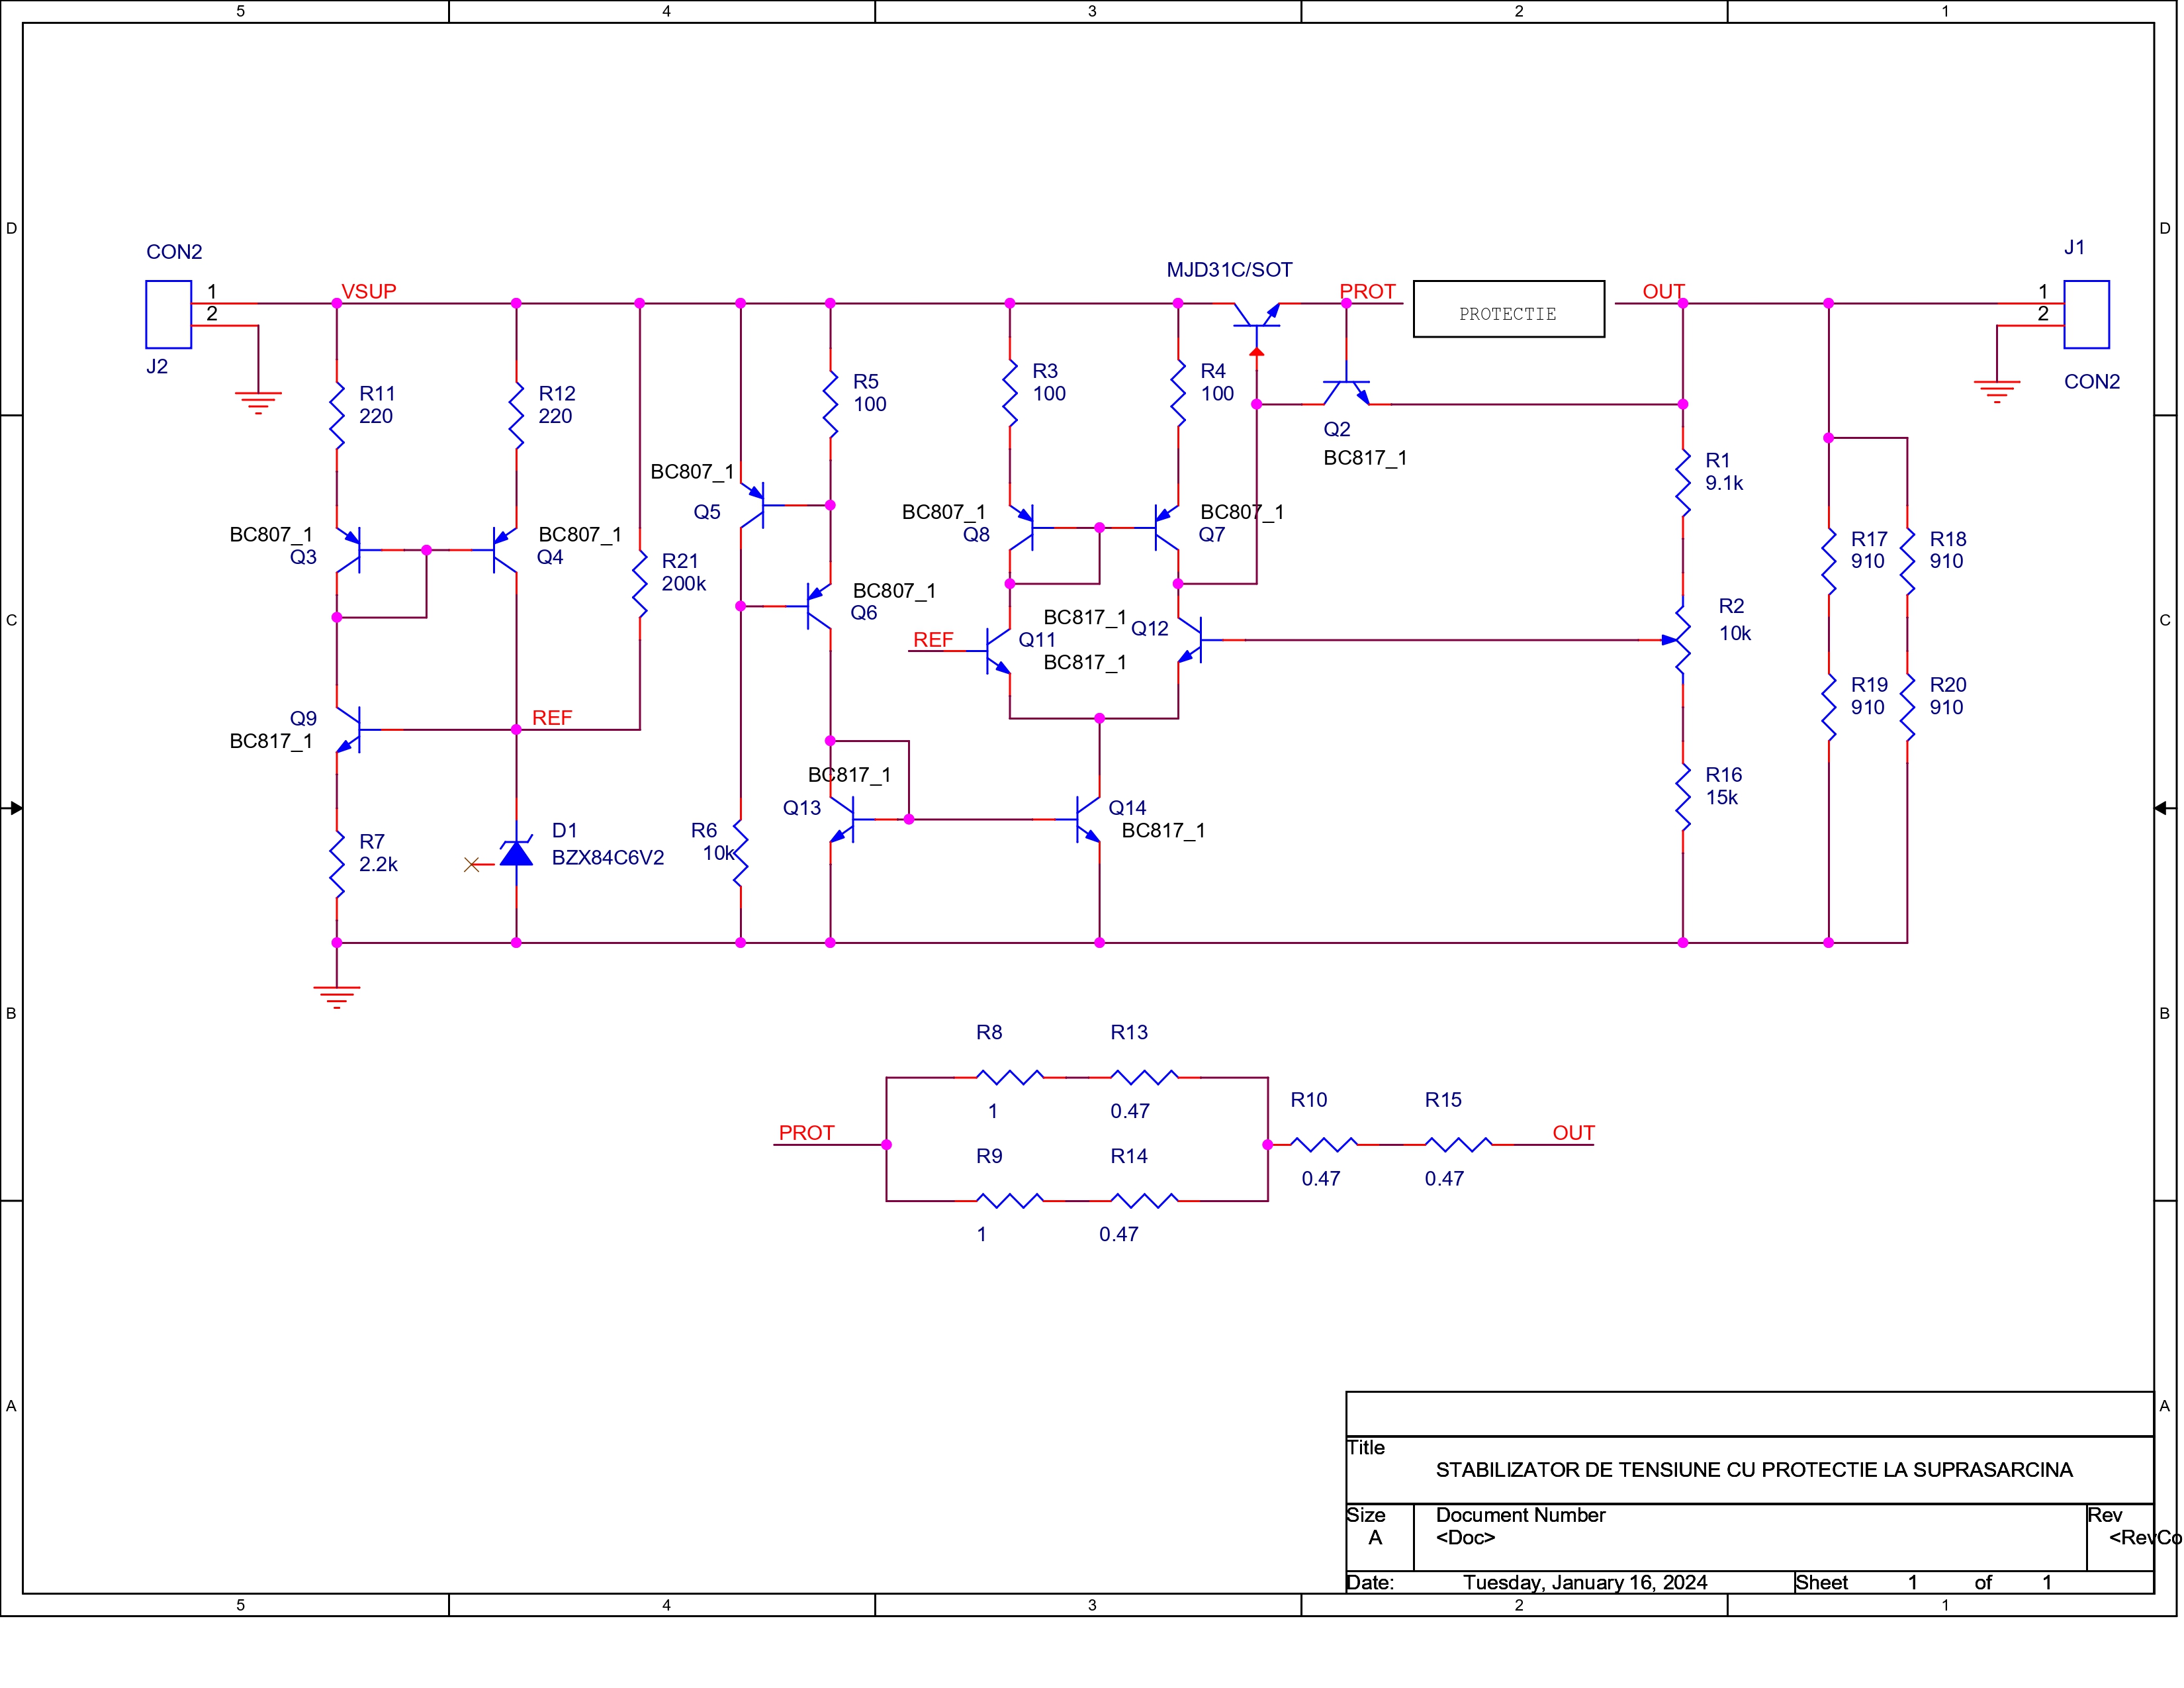 5 4 3 2 1
D D
CON2
1
2
J2
VSUP
MJD31C/SOT
PROT
PROTECTIE
OUT
J1
1
2
CON2
R11
220
R12
220
R5
100
R3
100
R4
100
Q2
BC817_1
R1
9.1k
BC807_1
Q3
BC807_1
Q4
R21
200k
BC807_1
Q5
BC807_1
Q6
BC807_1
Q8
BC807_1
Q7
R17
910
R18
910
C C
REF
Q11
BC817_1
Q12
BC817_1
R2
10k
R19
910
R20
910
Q9
BC817_1
REF
BC817_1
Q13
Q14
BC817_1
R16
15k
R7
2.2k
D1
BZX84C6V2
R6
10k
B B
R8
1
R13
0.47
PROT
R9
1
R14
0.47
R10
0.47
R15
0.47
OUT
A A
Title
STABILIZATOR DE TENSIUNE CU PROTECTIE LA SUPRASARCINA
Size
A
Document Number
<Doc>
Rev
<RevCo
Date: Tuesday, January 16, 2024 Sheet 1 of 1
5 4 3 2 1